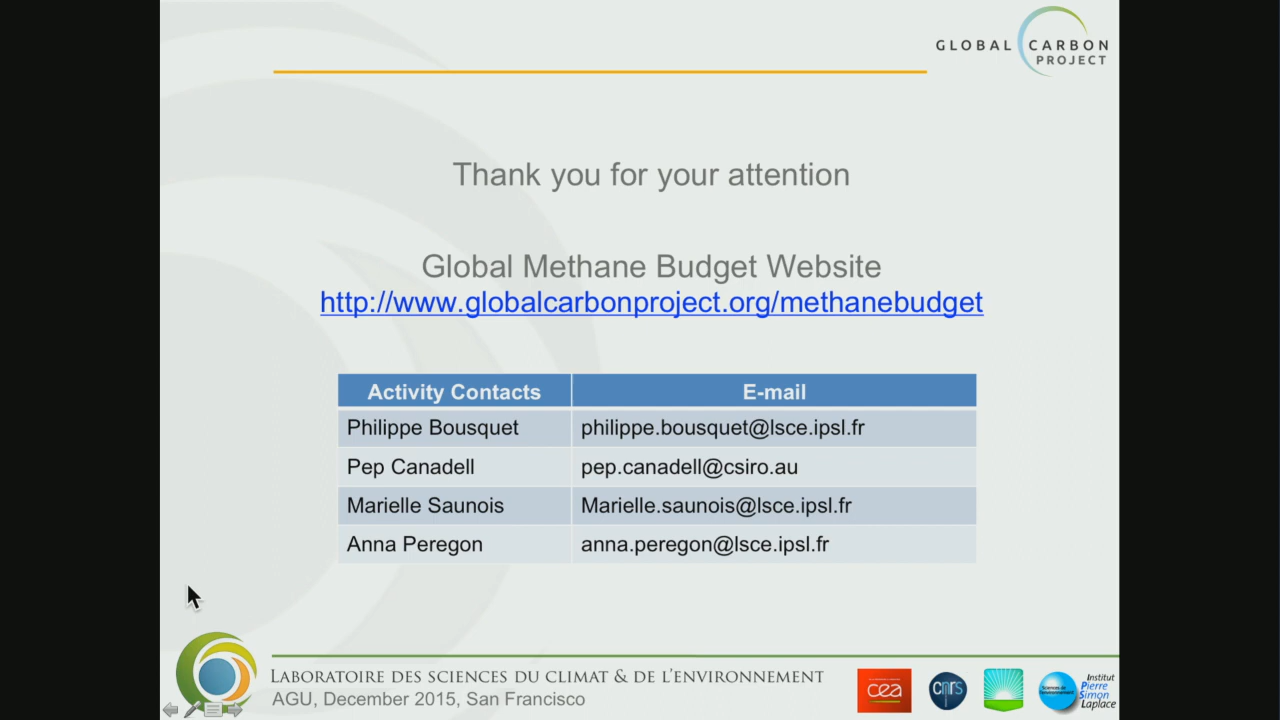 GLOBAL CARBON
PROJECT
Thank you for your attention
Global Methane Budget Website
http://www.globalcarbonproject.org/methanebudget
Activity Contacts E-mail
Philippe Bousquet philippe.bousquet@lsce.ipsl.fr
Pep Canadell pep.canadell@csiro.au
Marielle Saunois Marielle.saunois@lsce.ipsl.fr
Anna Peregon anna.peregon@lsce.ipsl.fr
LABORATOIRE DES SCIENCES DU CLIMAT & DE L'ENVIRONNEMENT
AGU, December 2015, San Francisco
cea
cnrs
Sciences de
l'Environnement
Institut
Pierre
Simon
Laplace